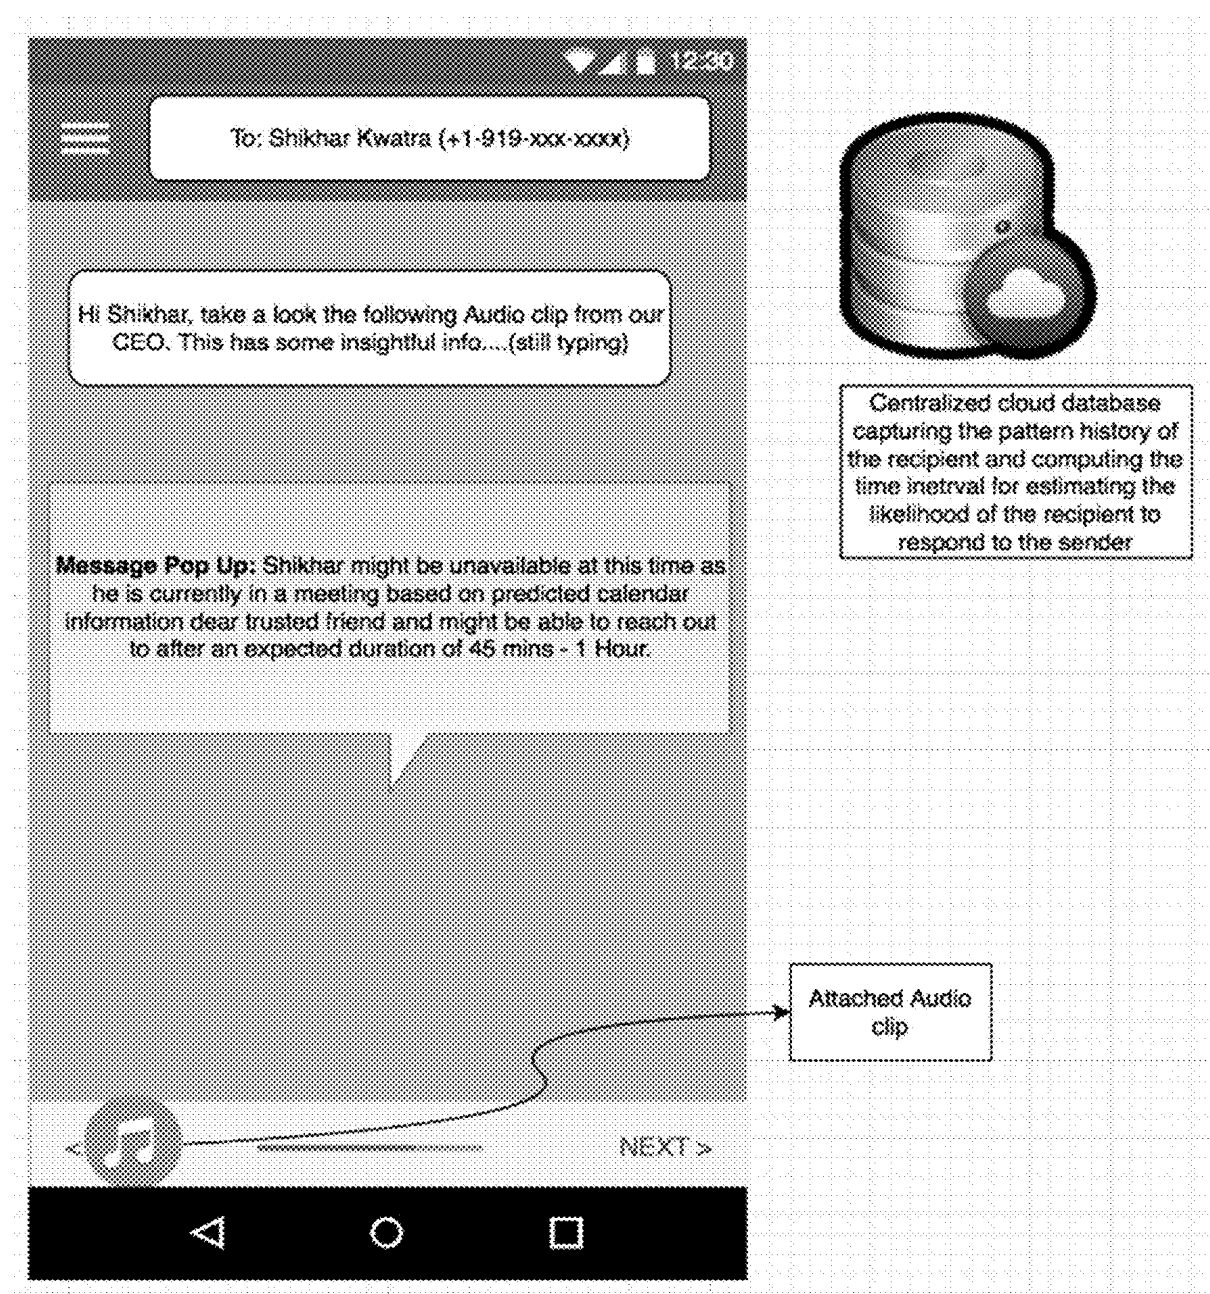 12:30
To: Shikhar Kwatra (+1-919-xxx-xxxx)
Hi Shikhar, take a look the following Audio clip from our
CEO. This has some insightful info....(still typing)
Centralized cloud database
capturing the pattern history of
the recipient and computing the
time inetrval for estimating the
likelihood of the recipient to
respond to the sender
Message Pop Up: Shikhar might be unavailable at this time as
he is currently in a meeting based on predicted calendar
information dear trusted friend and might be able to reach out
to after an expected duration of 45 mins - 1 Hour.
Attached Audio
clip
< NEXT >